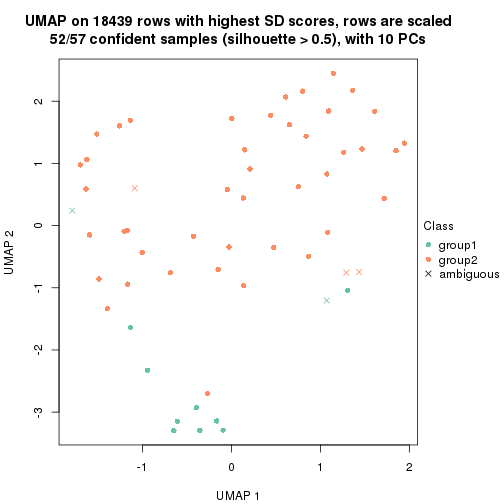 UMAP on 18439 rows with highest SD scores, rows are scaled
52/57 confident samples (silhouette > 0.5), with 10 PCs
2
1
0
-1
-2
-3
UMAP 2
-1
0
1
2
UMAP 1
Class
group1
group2
ambiguous